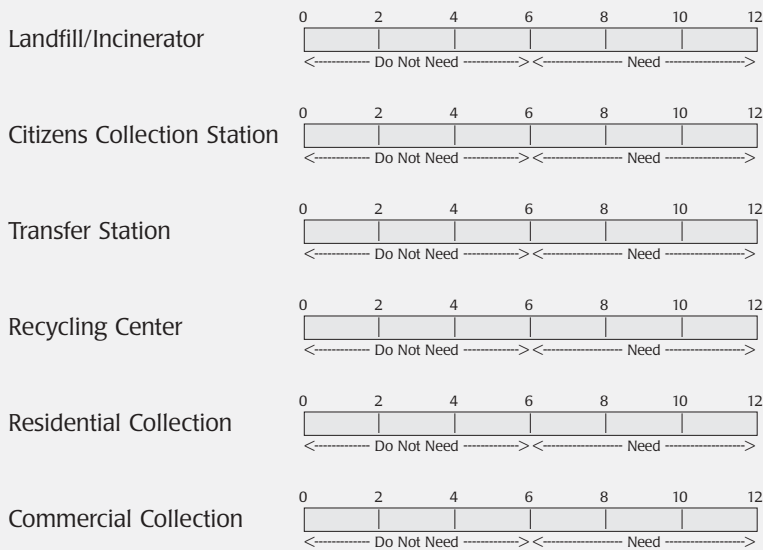 0 2 4 6 8 10 12
Landfill/Incinerator
<------------- Do Not Need -------------><------------------- Need ------------------->
0 2 4 6 8 10 12
Citizens Collection Station
<------------- Do Not Need -------------><------------------- Need ------------------->
0 2 4 6 8 10 12
Transfer Station
<------------- Do Not Need -------------><------------------- Need ------------------->
0 2 4 6 8 10 12
Recycling Center
<------------- Do Not Need -------------><------------------- Need ------------------->
0 2 4 6 8 10 12
Residential Collection
<------------- Do Not Need -------------><------------------- Need ------------------->
0 2 4 6 8 10 12
Commercial Collection
<------------- Do Not Need -------------><------------------- Need ------------------->